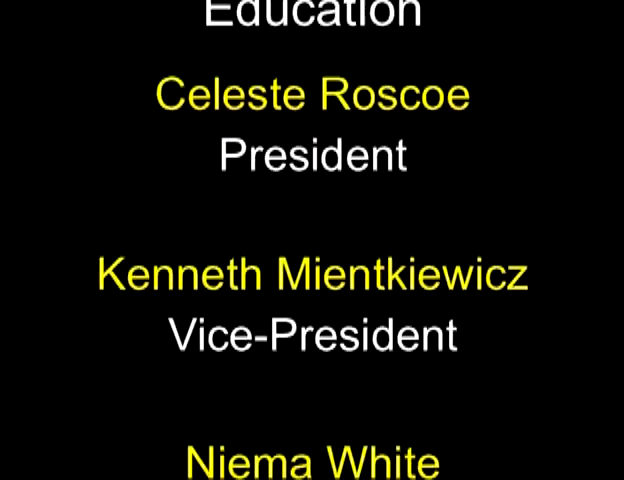 Education
Celeste Roscoe
President
Kenneth Mientkiewicz
Vice-President
Niema White